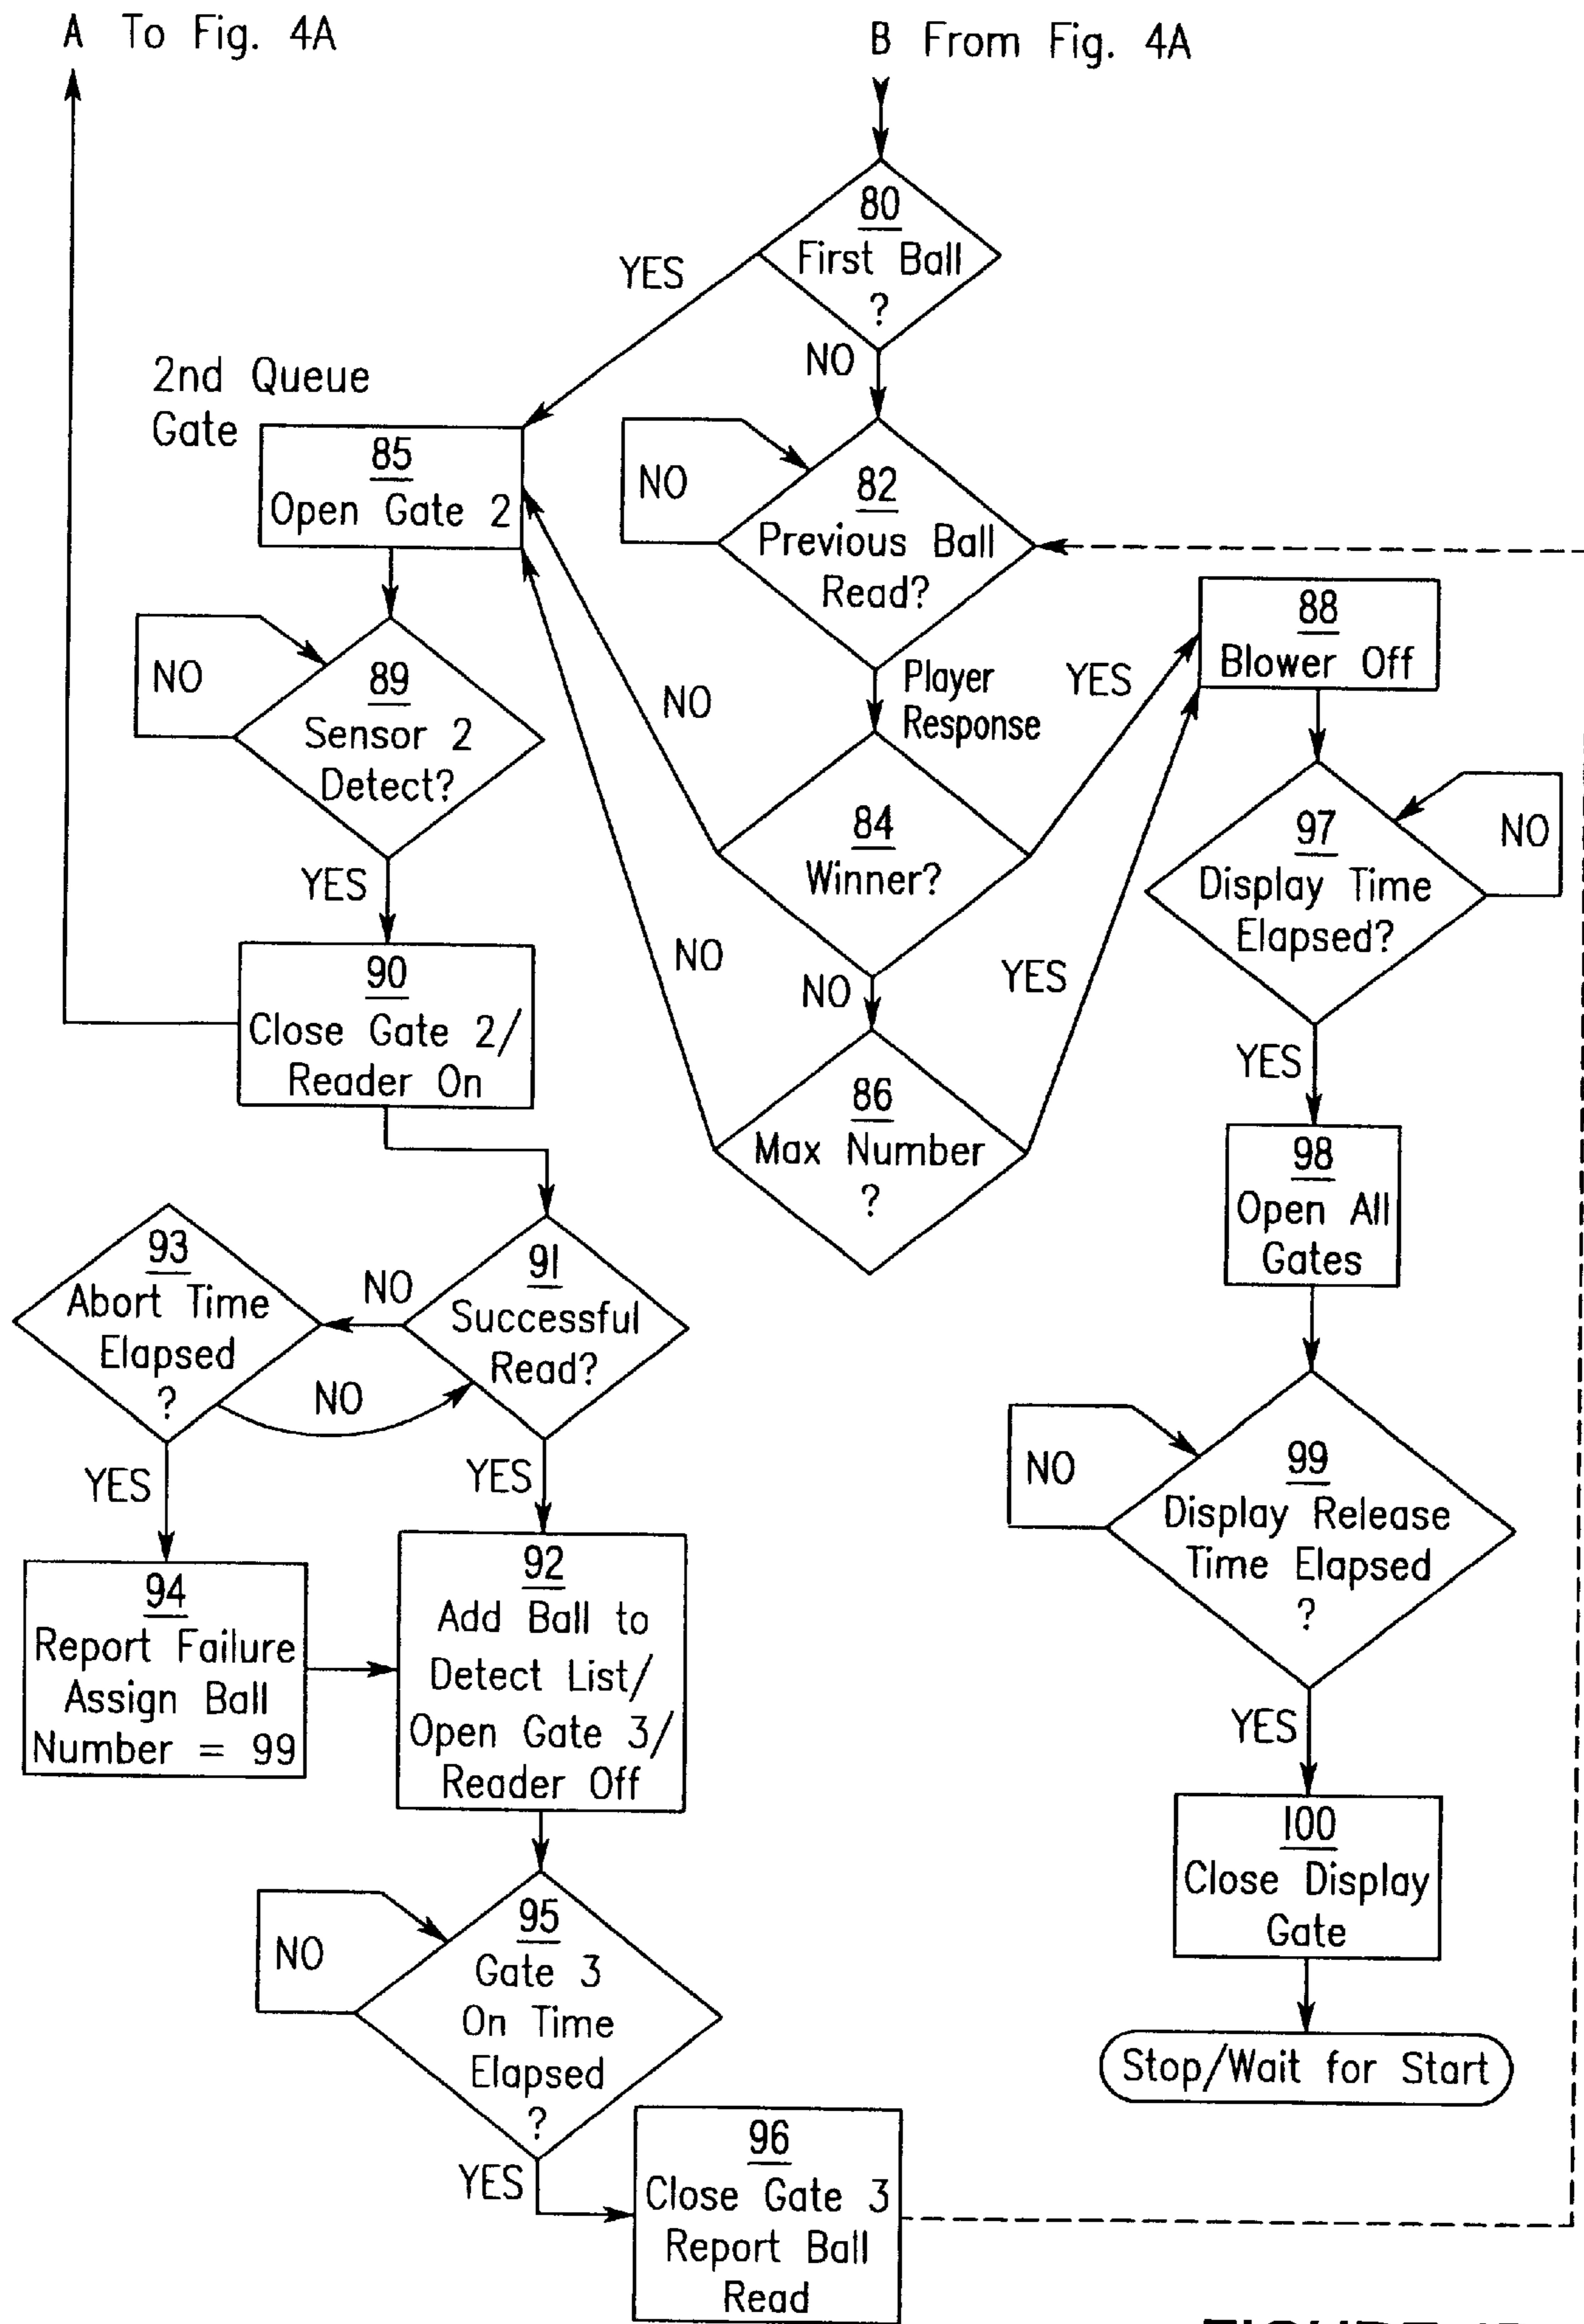 A To Fig. 4A
B From Fig. 4A
80
First Ball
?
YES
NO
2nd Queue
Gate
85
Open Gate 2
NO
82
Previous Ball
Read?
88
Blower Off
NO
89
Sensor 2
Detect?
NO
Player
Response
YES
84
Winner?
97
Display Time
Elapsed?
NO
YES
NO
NO
YES
90
Close Gate 2/
Reader On
86
Max Number
?
YES
98
Open All
Gates
93
Abort Time
Elapsed
?
NO
91
Successful
Read?
NO
YES
YES
NO
99
Display Release
Time Elapsed
?
94
Report Failure
Assign Ball
Number = 99
92
Add Ball to
Detect List/
Open Gate 3/
Reader Off
YES
100
Close Display
Gate
NO
95
Gate 3
On Time
Elapsed
?
Stop/Wait for Start
YES
96
Close Gate 3
Report Ball
Read